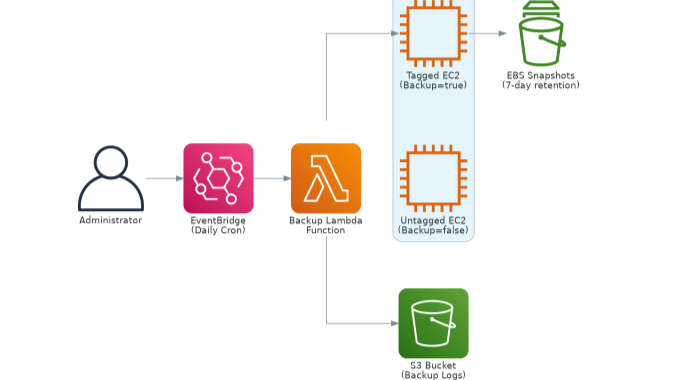 Tagged EC2
(Backup=true)
EBS Snapshots
(7-day retention)
Administrator
EventBridge
(Daily Cron)
Backup Lambda
Function
Untagged EC2
(Backup=false)
S3 Bucket
(Backup Logs)